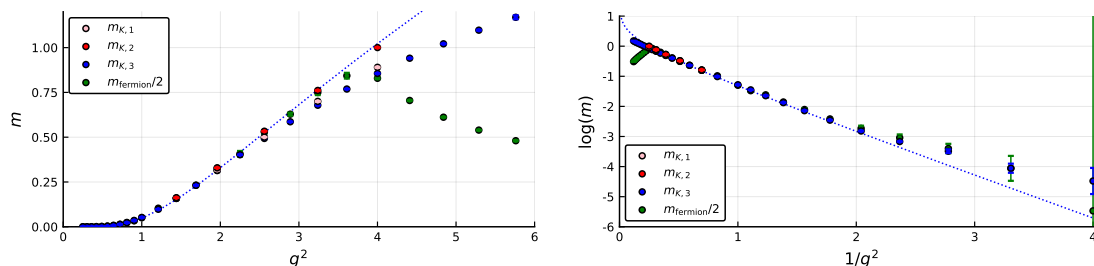 1.00
0.75
0.50
0.25
0.00
m
0 1 2 3 4 5 6
g²
m_{K, 1}
m_{K, 2}
m_{K, 3}
m_{fermion}/2
1
0
-1
-2
-3
-4
-5
-6
log(m)
0 1 2 3 4
1/g²
m_{K, 1}
m_{K, 2}
m_{K, 3}
m_{fermion}/2